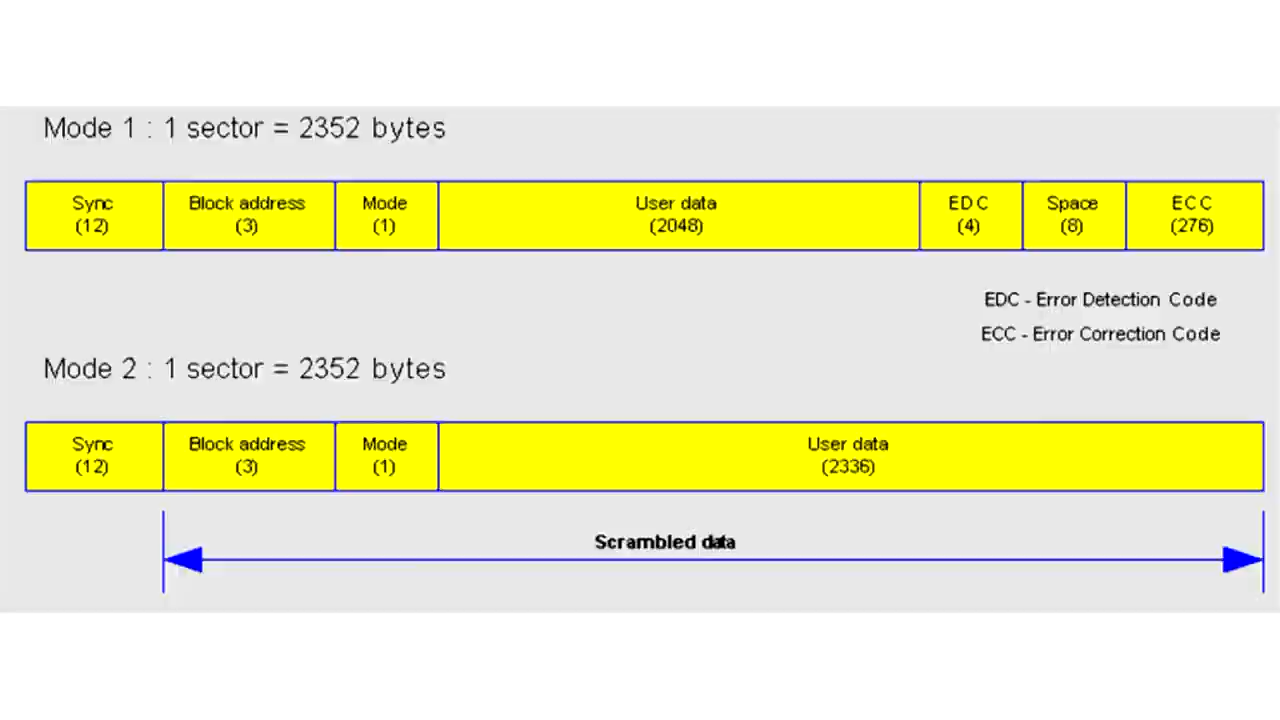 Mode 1 : 1 sector = 2352 bytes
Sync Block address Mode User data EDC Space ECC
(12) (3) (1) (2048) (4) (8) (276)
EDC - Error Detection Code
ECC - Error Correction Code
Mode 2 : 1 sector = 2352 bytes
Sync Block address Mode User data
(12) (3) (1) (2336)
Scrambled data